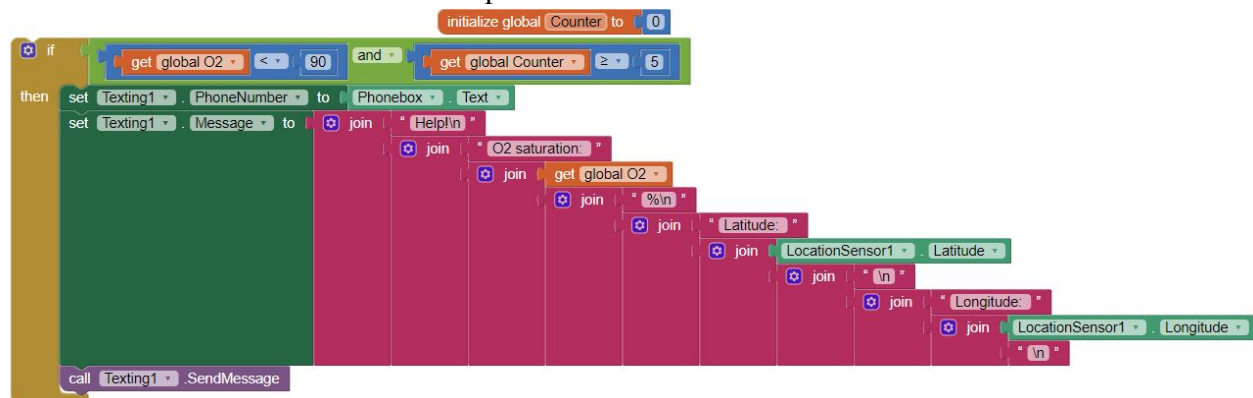 initialize global Counter to 0
if get global O2 < 90 and get global Counter ≥ 5
then set Texting1 . PhoneNumber to Phonebox . Text
set Texting1 . Message to join " Help!\n "
join " O2 saturation: "
join get global O2
join " %\n "
join " Latitude: "
join LocationSensor1 . Latitude
join " \n "
join " Longitude: "
join LocationSensor1 . Longitude
" \n "
call Texting1 .SendMessage